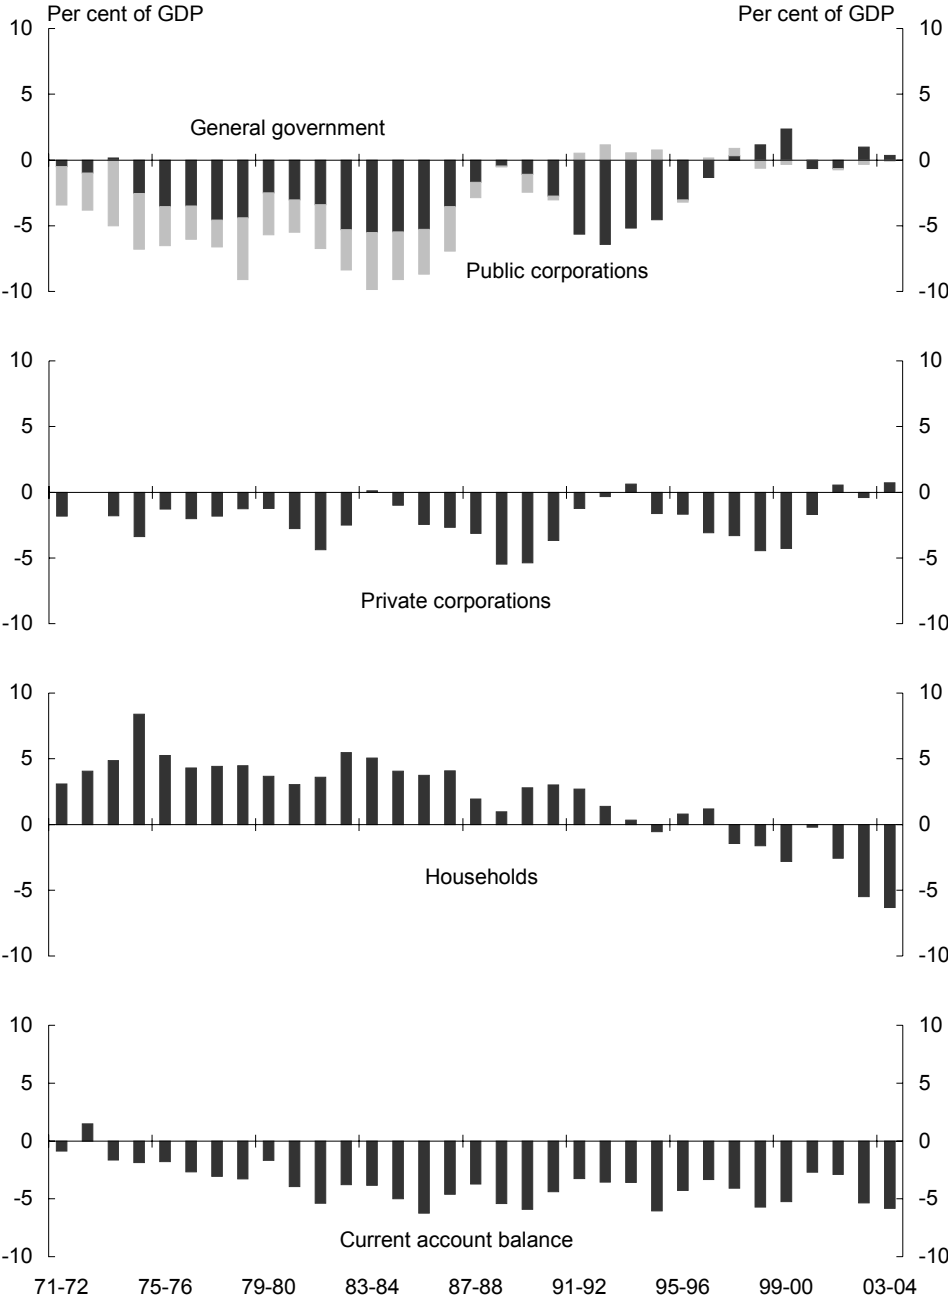 Per cent of GDP Per cent of GDP
10 10
5 5
General government
0 0
-5 -5
Public corporations
-10 -10
10 10
5 5
0 0
-5 -5
Private corporations
-10 -10
10 10
5 5
0 0
Households
-5 -5
-10 -10
10 10
5 5
0 0
-5 -5
Current account balance
-10 -10
71-72 75-76 79-80 83-84 87-88 91-92 95-96 99-00 03-04